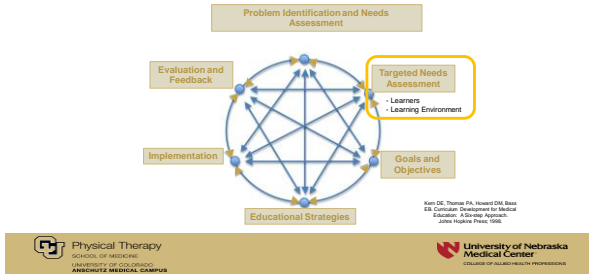 Problem Identification and Needs
Assessment
Evaluation and
Feedback
Targeted Needs
Assessment
- Learners
- Learning Environment
Implementation
Goals and
Objectives
Educational Strategies
Kern DE, Thomas PA, Howard DM, Bass
EB. Curriculum Development for Medical
Education: A Six-step Approach.
Johns Hopkins Press; 1998.
Physical Therapy
SCHOOL OF MEDICINE
UNIVERSITY OF COLORADO
ANSCHUTZ MEDICAL CAMPUS
University of Nebraska
Medical Center
COLLEGE OF ALLIED HEALTH PROFESSIONS